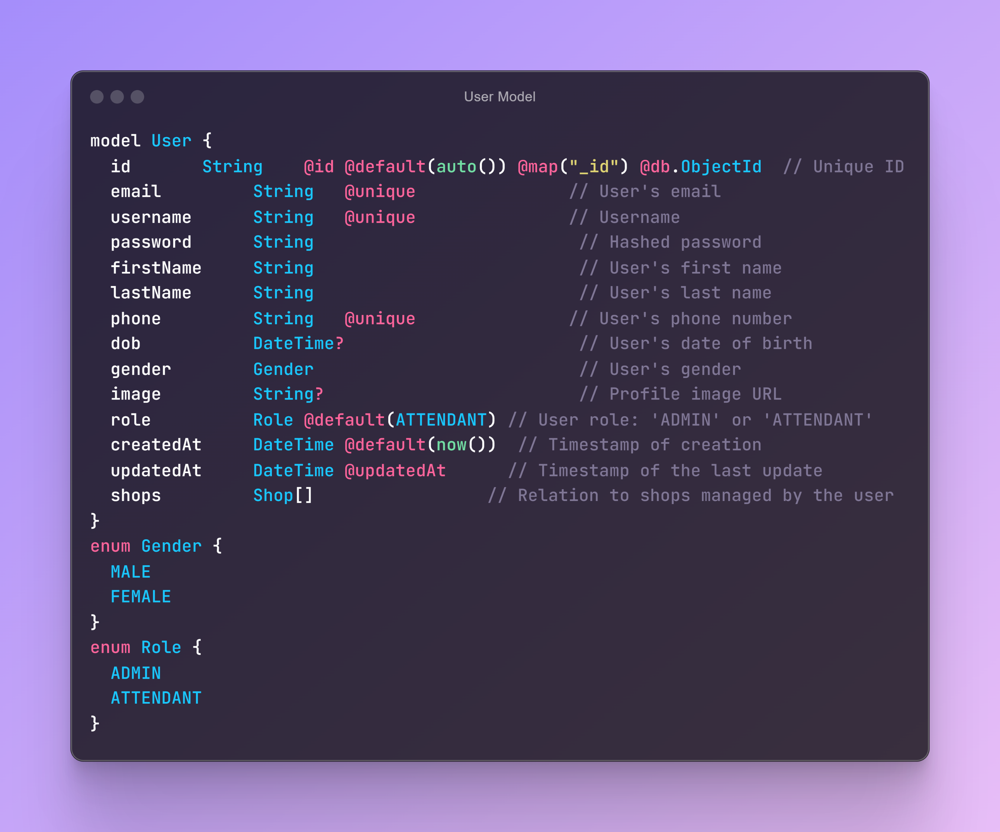 User Model
model User {
  id       String    @id @default(auto()) @map("_id") @db.ObjectId  // Unique ID
  email         String   @unique               // User's email
  username      String   @unique               // Username
  password      String                          // Hashed password
  firstName     String                          // User's first name
  lastName      String                          // User's last name
  phone         String   @unique               // User's phone number
  dob           DateTime?                       // User's date of birth
  gender        Gender                          // User's gender
  image         String?                         // Profile image URL
  role          Role @default(ATTENDANT) // User role: 'ADMIN' or 'ATTENDANT'
  createdAt     DateTime @default(now())  // Timestamp of creation
  updatedAt     DateTime @updatedAt      // Timestamp of the last update
  shops         Shop[]                 // Relation to shops managed by the user
}
enum Gender {
  MALE
  FEMALE
}
enum Role {
  ADMIN
  ATTENDANT
}